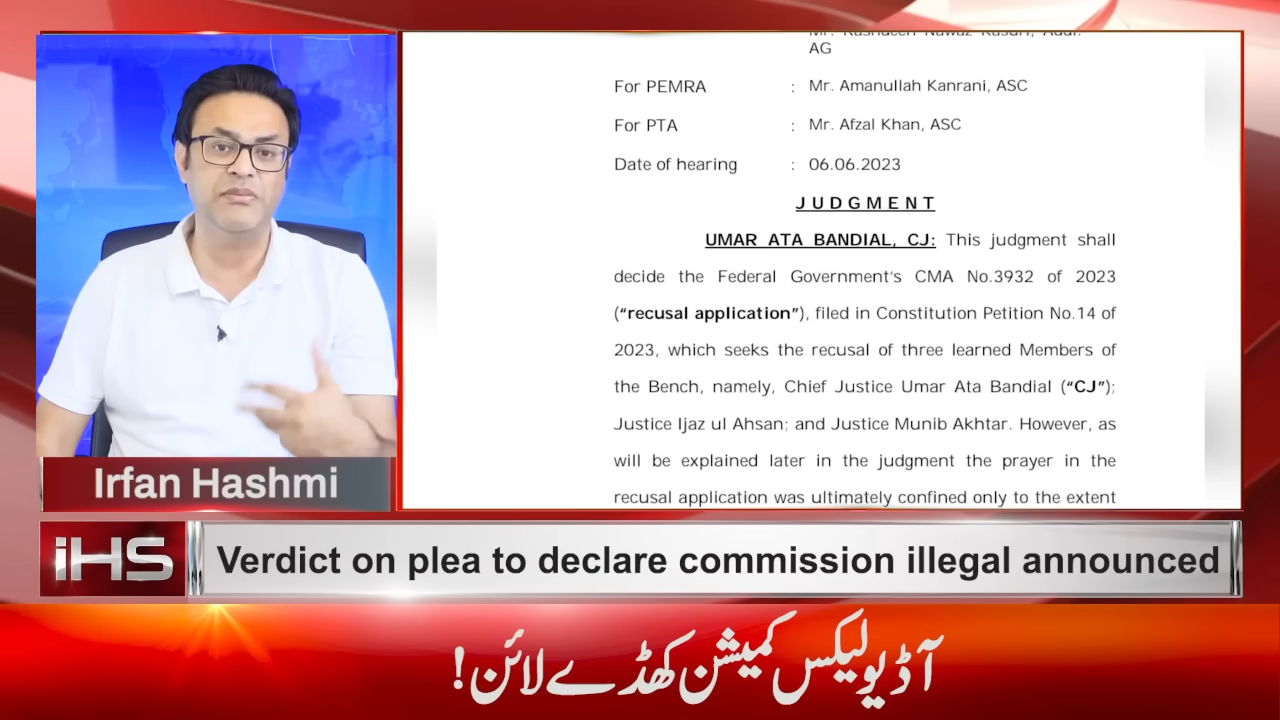 AG
For PEMRA : Mr. Amanullah Kanrani, ASC
For PTA : Mr. Afzal Khan, ASC
Date of hearing : 06.06.2023
JUDGMENT
UMAR ATA BANDIAL, CJ: This judgment shall
decide the Federal Government's CMA No.3932 of 2023
(“recusal application”), filed in Constitution Petition No.14 of
2023, which seeks the recusal of three learned Members of
the Bench, namely, Chief Justice Umar Ata Bandial (“CJ”);
Justice Ijaz ul Ahsan; and Justice Munib Akhtar. However, as
will be explained later in the judgment the prayer in the
recusal application was ultimately confined only to the extent
Irfan Hashmi
iHS
Verdict on plea to declare commission illegal announced
آڈیو لیکس کمیشن کھڈے لائن!